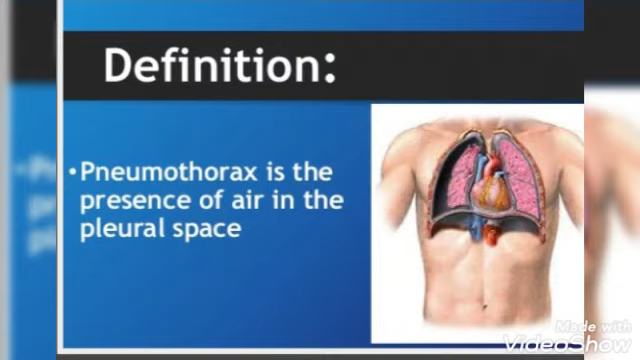 Definition:
•Pneumothorax is the
presence of air in the
pleural space
Made with
VideoShow